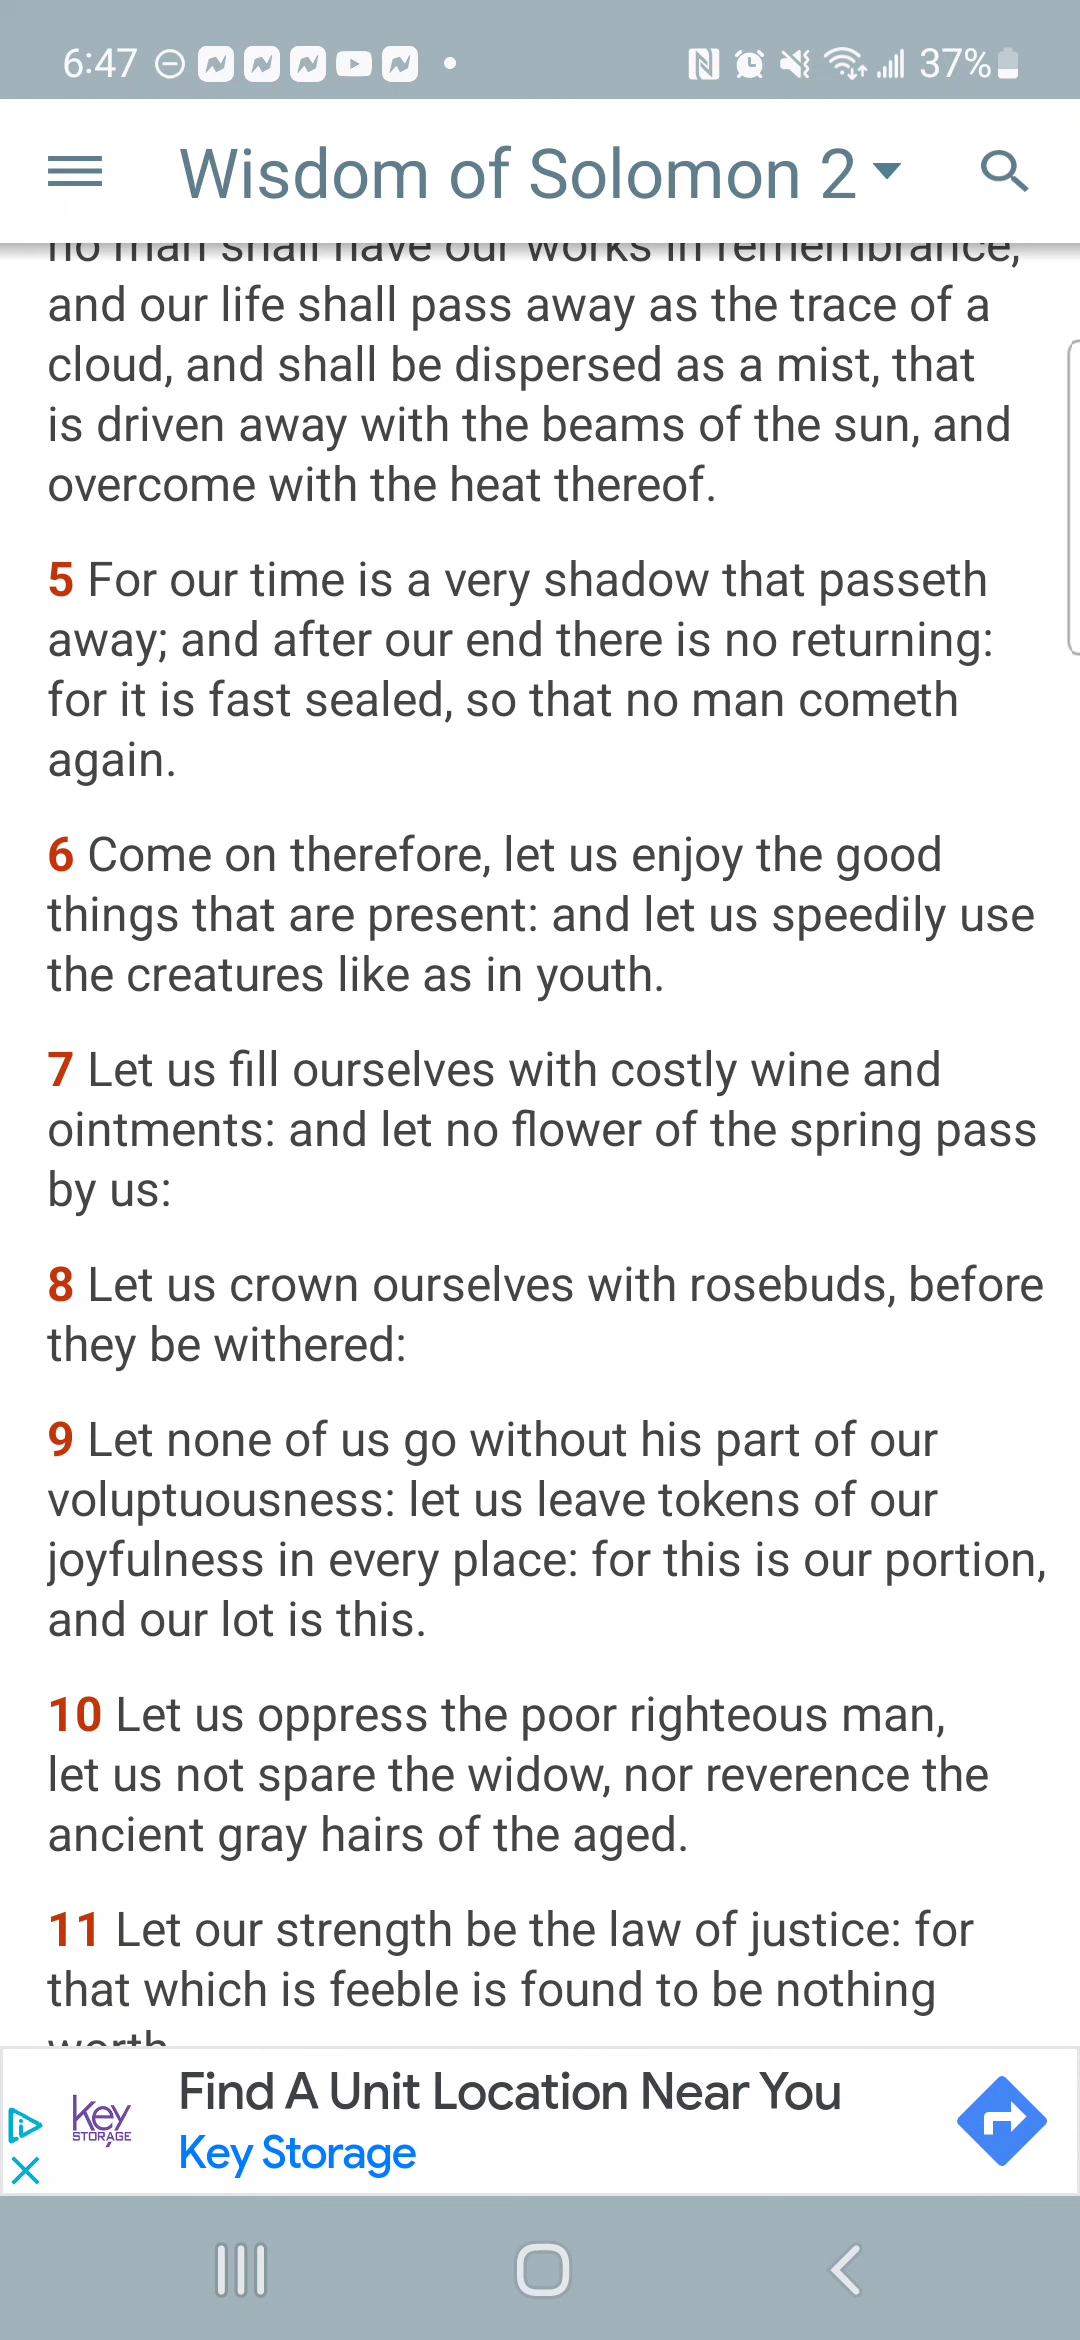 6:47
37%
Wisdom of Solomon 2
no man shall have our works in remembrance,
and our life shall pass away as the trace of a
cloud, and shall be dispersed as a mist, that
is driven away with the beams of the sun, and
overcome with the heat thereof.
5 For our time is a very shadow that passeth
away; and after our end there is no returning:
for it is fast sealed, so that no man cometh
again.
6 Come on therefore, let us enjoy the good
things that are present: and let us speedily use
the creatures like as in youth.
7 Let us fill ourselves with costly wine and
ointments: and let no flower of the spring pass
by us:
8 Let us crown ourselves with rosebuds, before
they be withered:
9 Let none of us go without his part of our
voluptuousness: let us leave tokens of our
joyfulness in every place: for this is our portion,
and our lot is this.
10 Let us oppress the poor righteous man,
let us not spare the widow, nor reverence the
ancient gray hairs of the aged.
11 Let our strength be the law of justice: for
that which is feeble is found to be nothing
worth.
Find A Unit Location Near You
key
STORAGE
Key Storage